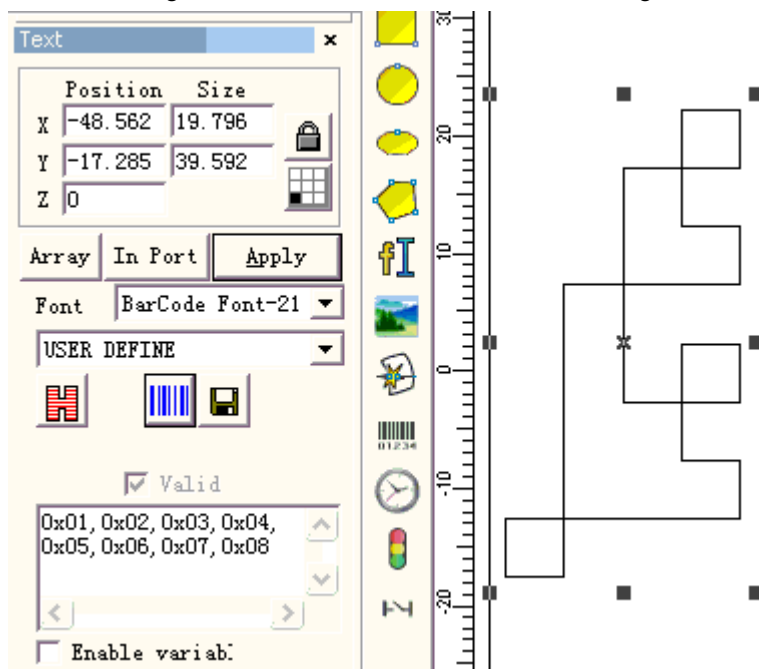 Text
Position Size
X -48.562 19.796
Y -17.285 39.592
Z 0
Array In Port Apply
Font BarCode Font-21
USER DEFINE
Valid
0x01, 0x02, 0x03, 0x04,
0x05, 0x06, 0x07, 0x08
Enable variab
01234
30
20
10
0
-10
-20